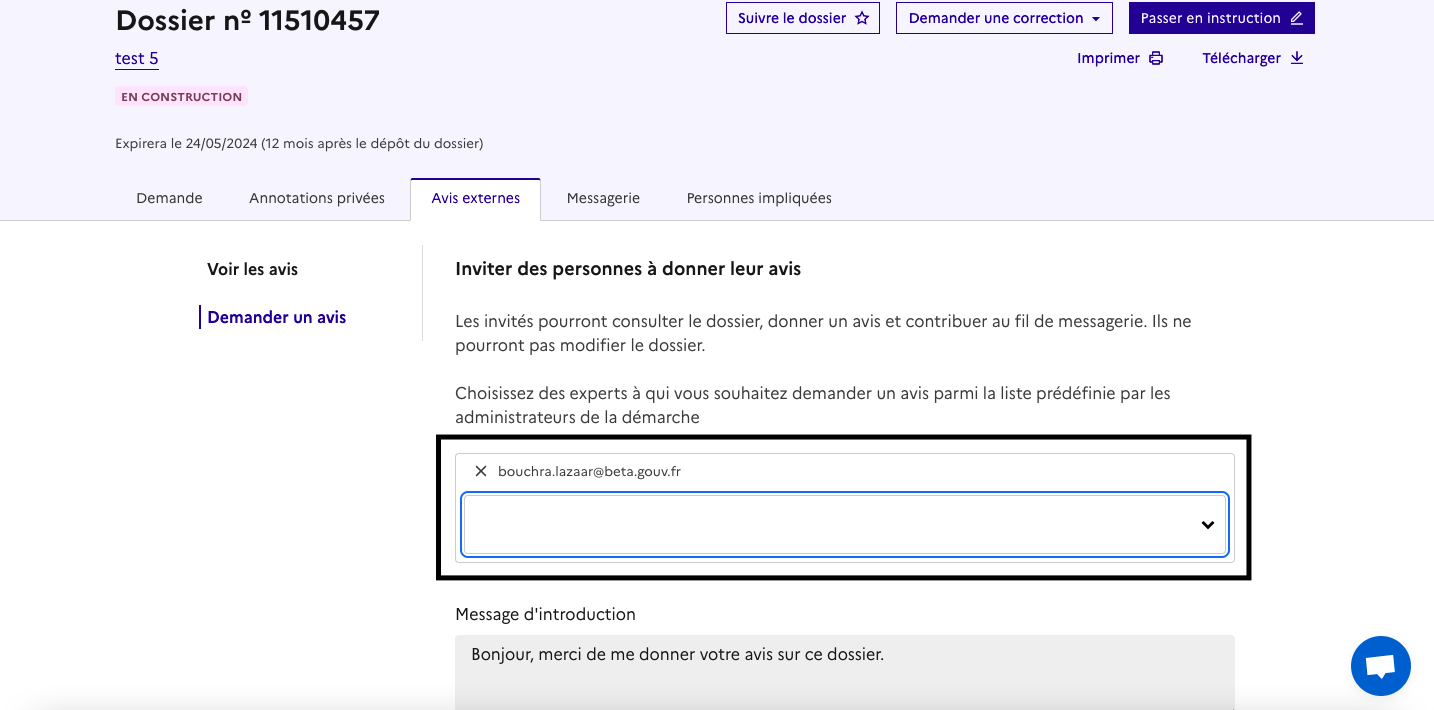 Dossier nº 11510457
Suivre le dossier
Demander une correction
Passer en instruction
test 5
Imprimer
Télécharger
EN CONSTRUCTION
Expirera le 24/05/2024 (12 mois après le dépôt du dossier)
Demande
Annotations privées
Avis externes
Messagerie
Personnes impliquées
Voir les avis
Demander un avis
Inviter des personnes à donner leur avis
Les invités pourront consulter le dossier, donner un avis et contribuer au fil de messagerie. Ils ne
pourront pas modifier le dossier.
Choisissez des experts à qui vous souhaitez demander un avis parmi la liste prédéfinie par les
administrateurs de la démarche
bouchra.lazaar@beta.gouv.fr
Message d'introduction
Bonjour, merci de me donner votre avis sur ce dossier.